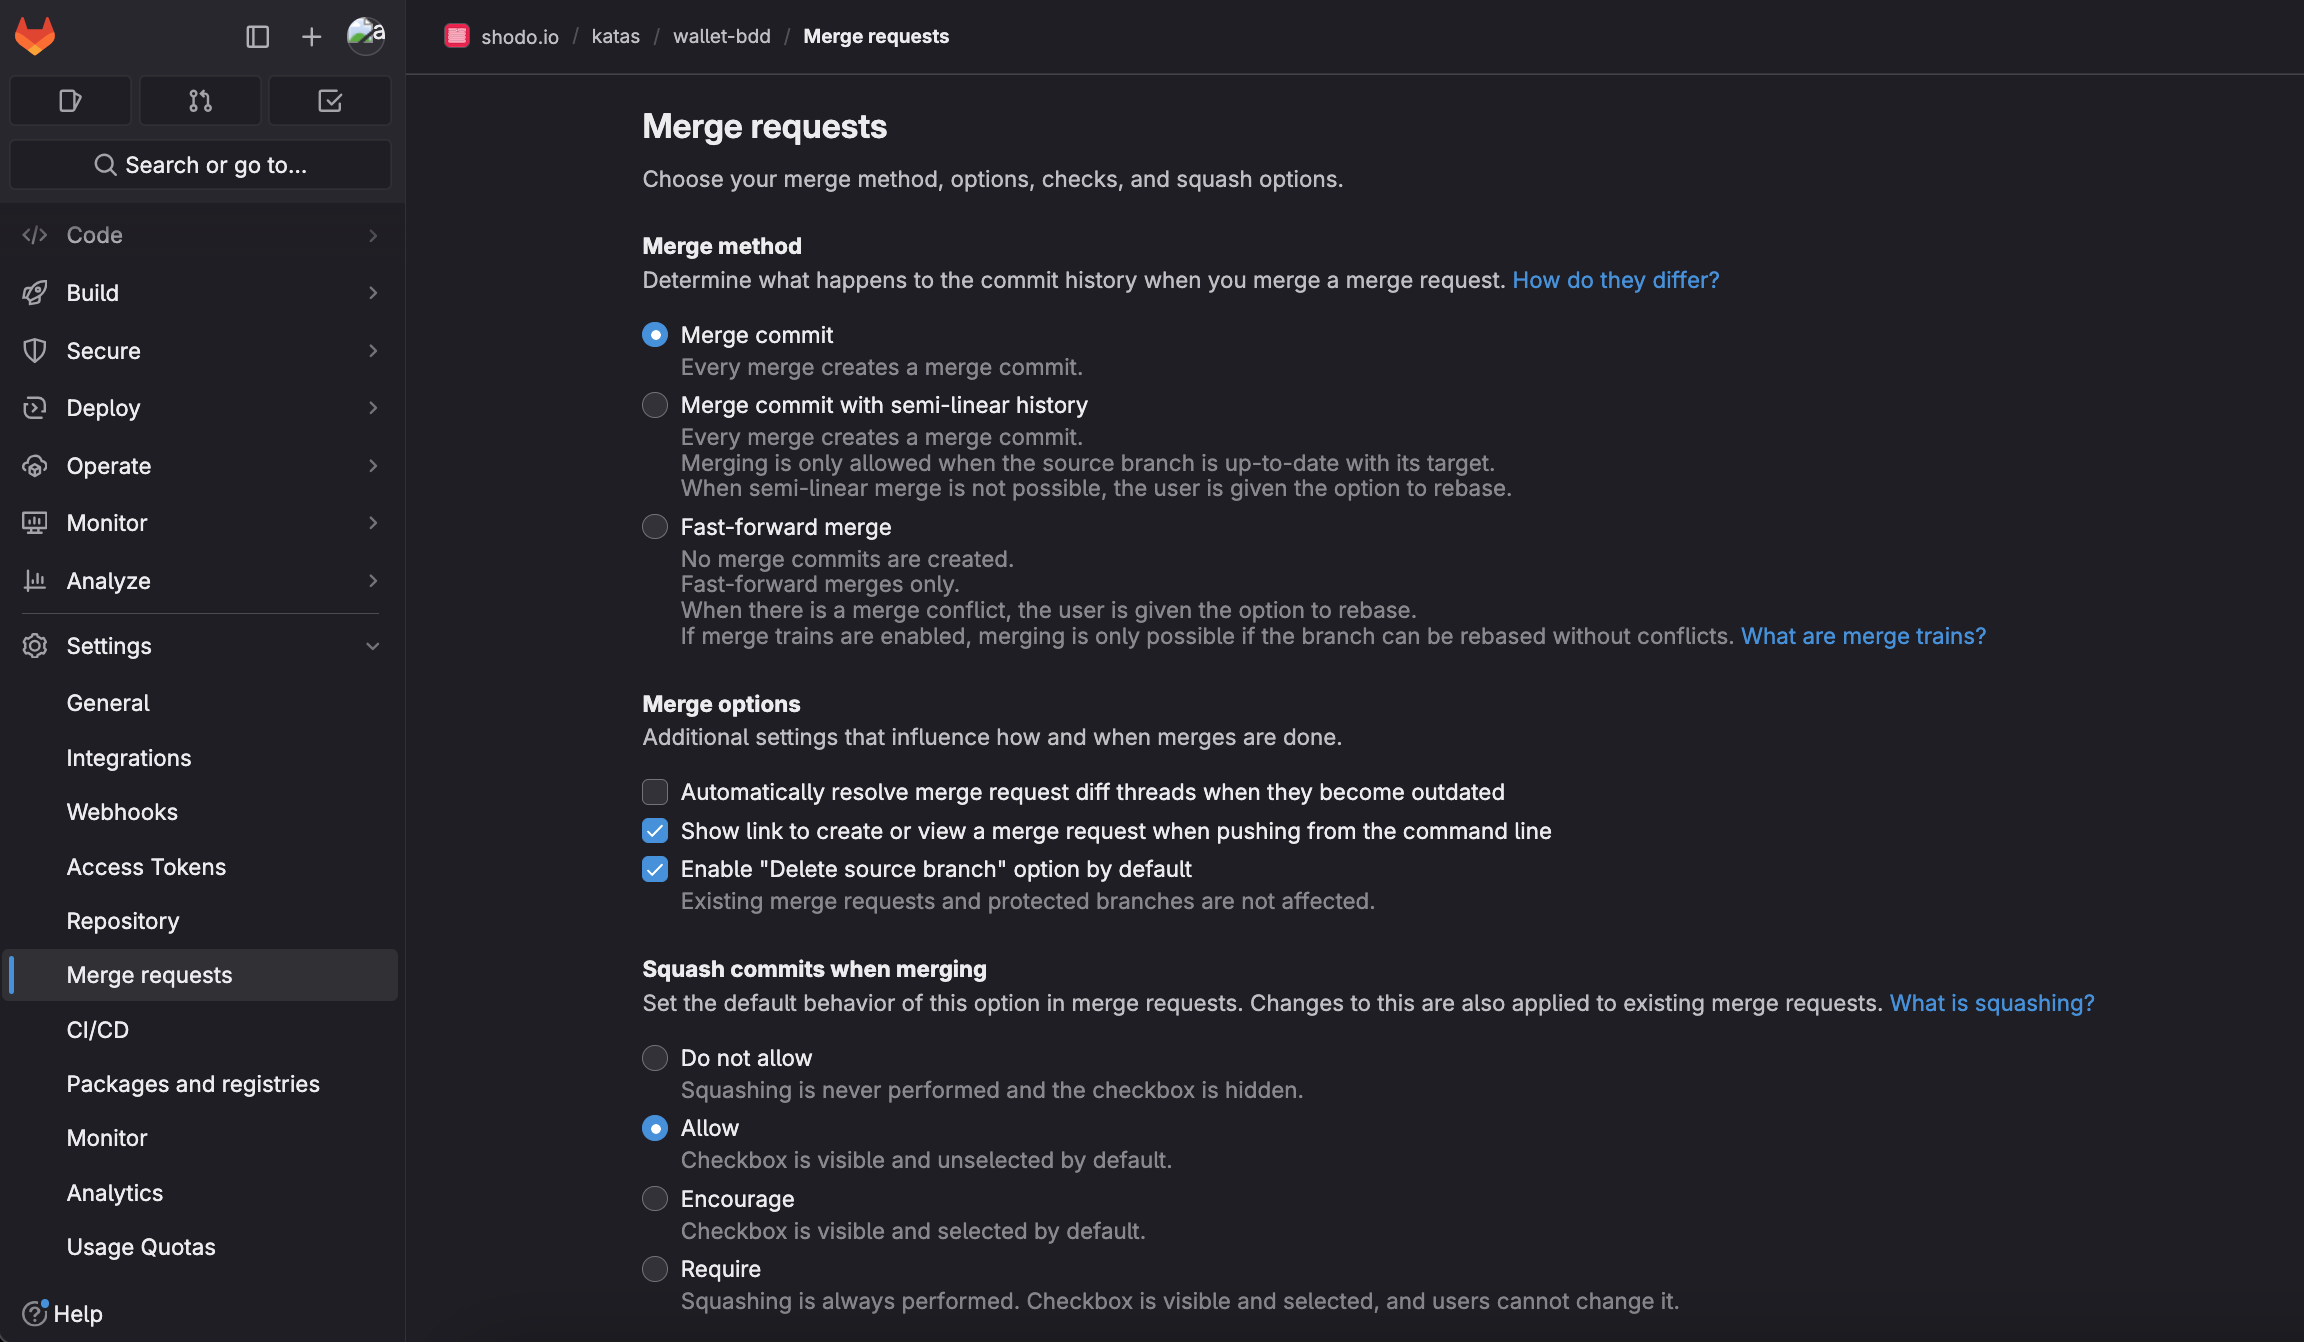 shodo.io / katas / wallet-bdd / Merge requests
Search or go to...
Code
Build
Secure
Deploy
Operate
Monitor
Analyze
Settings
General
Integrations
Webhooks
Access Tokens
Repository
Merge requests
CI/CD
Packages and registries
Monitor
Analytics
Usage Quotas
Help
Merge requests
Choose your merge method, options, checks, and squash options.
Merge method
Determine what happens to the commit history when you merge a merge request. How do they differ?
Merge commit
Every merge creates a merge commit.
Merge commit with semi-linear history
Every merge creates a merge commit.
Merging is only allowed when the source branch is up-to-date with its target.
When semi-linear merge is not possible, the user is given the option to rebase.
Fast-forward merge
No merge commits are created.
Fast-forward merges only.
When there is a merge conflict, the user is given the option to rebase.
If merge trains are enabled, merging is only possible if the branch can be rebased without conflicts. What are merge trains?
Merge options
Additional settings that influence how and when merges are done.
Automatically resolve merge request diff threads when they become outdated
Show link to create or view a merge request when pushing from the command line
Enable "Delete source branch" option by default
Existing merge requests and protected branches are not affected.
Squash commits when merging
Set the default behavior of this option in merge requests. Changes to this are also applied to existing merge requests. What is squashing?
Do not allow
Squashing is never performed and the checkbox is hidden.
Allow
Checkbox is visible and unselected by default.
Encourage
Checkbox is visible and selected by default.
Require
Squashing is always performed. Checkbox is visible and selected, and users cannot change it.